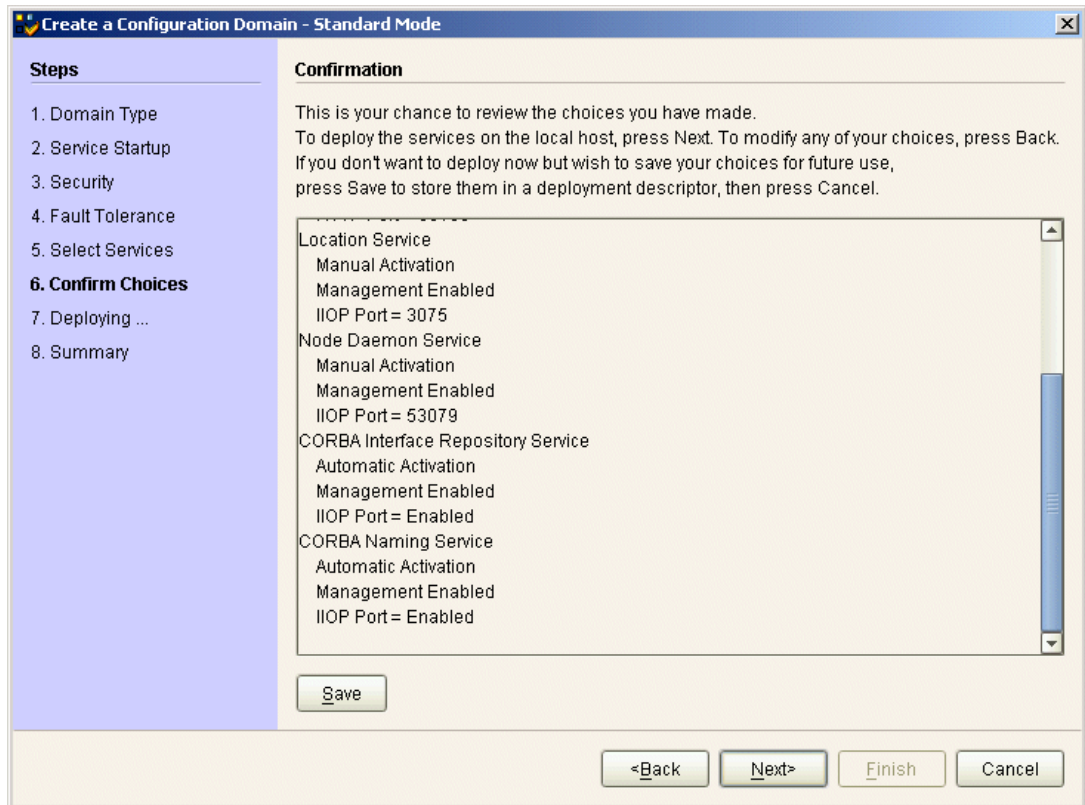 Create a Configuration Domain - Standard Mode
Steps
1. Domain Type
2. Service Startup
3. Security
4. Fault Tolerance
5. Select Services
6. Confirm Choices
7. Deploying ...
8. Summary
Confirmation
This is your chance to review the choices you have made.
To deploy the services on the local host, press Next. To modify any of your choices, press Back.
If you don't want to deploy now but wish to save your choices for future use,
press Save to store them in a deployment descriptor, then press Cancel.
Location Service
Manual Activation
Management Enabled
IIOP Port = 3075
Node Daemon Service
Manual Activation
Management Enabled
IIOP Port = 53079
CORBA Interface Repository Service
Automatic Activation
Management Enabled
IIOP Port = Enabled
CORBA Naming Service
Automatic Activation
Management Enabled
IIOP Port = Enabled
Save
<Back
Next>
Finish
Cancel